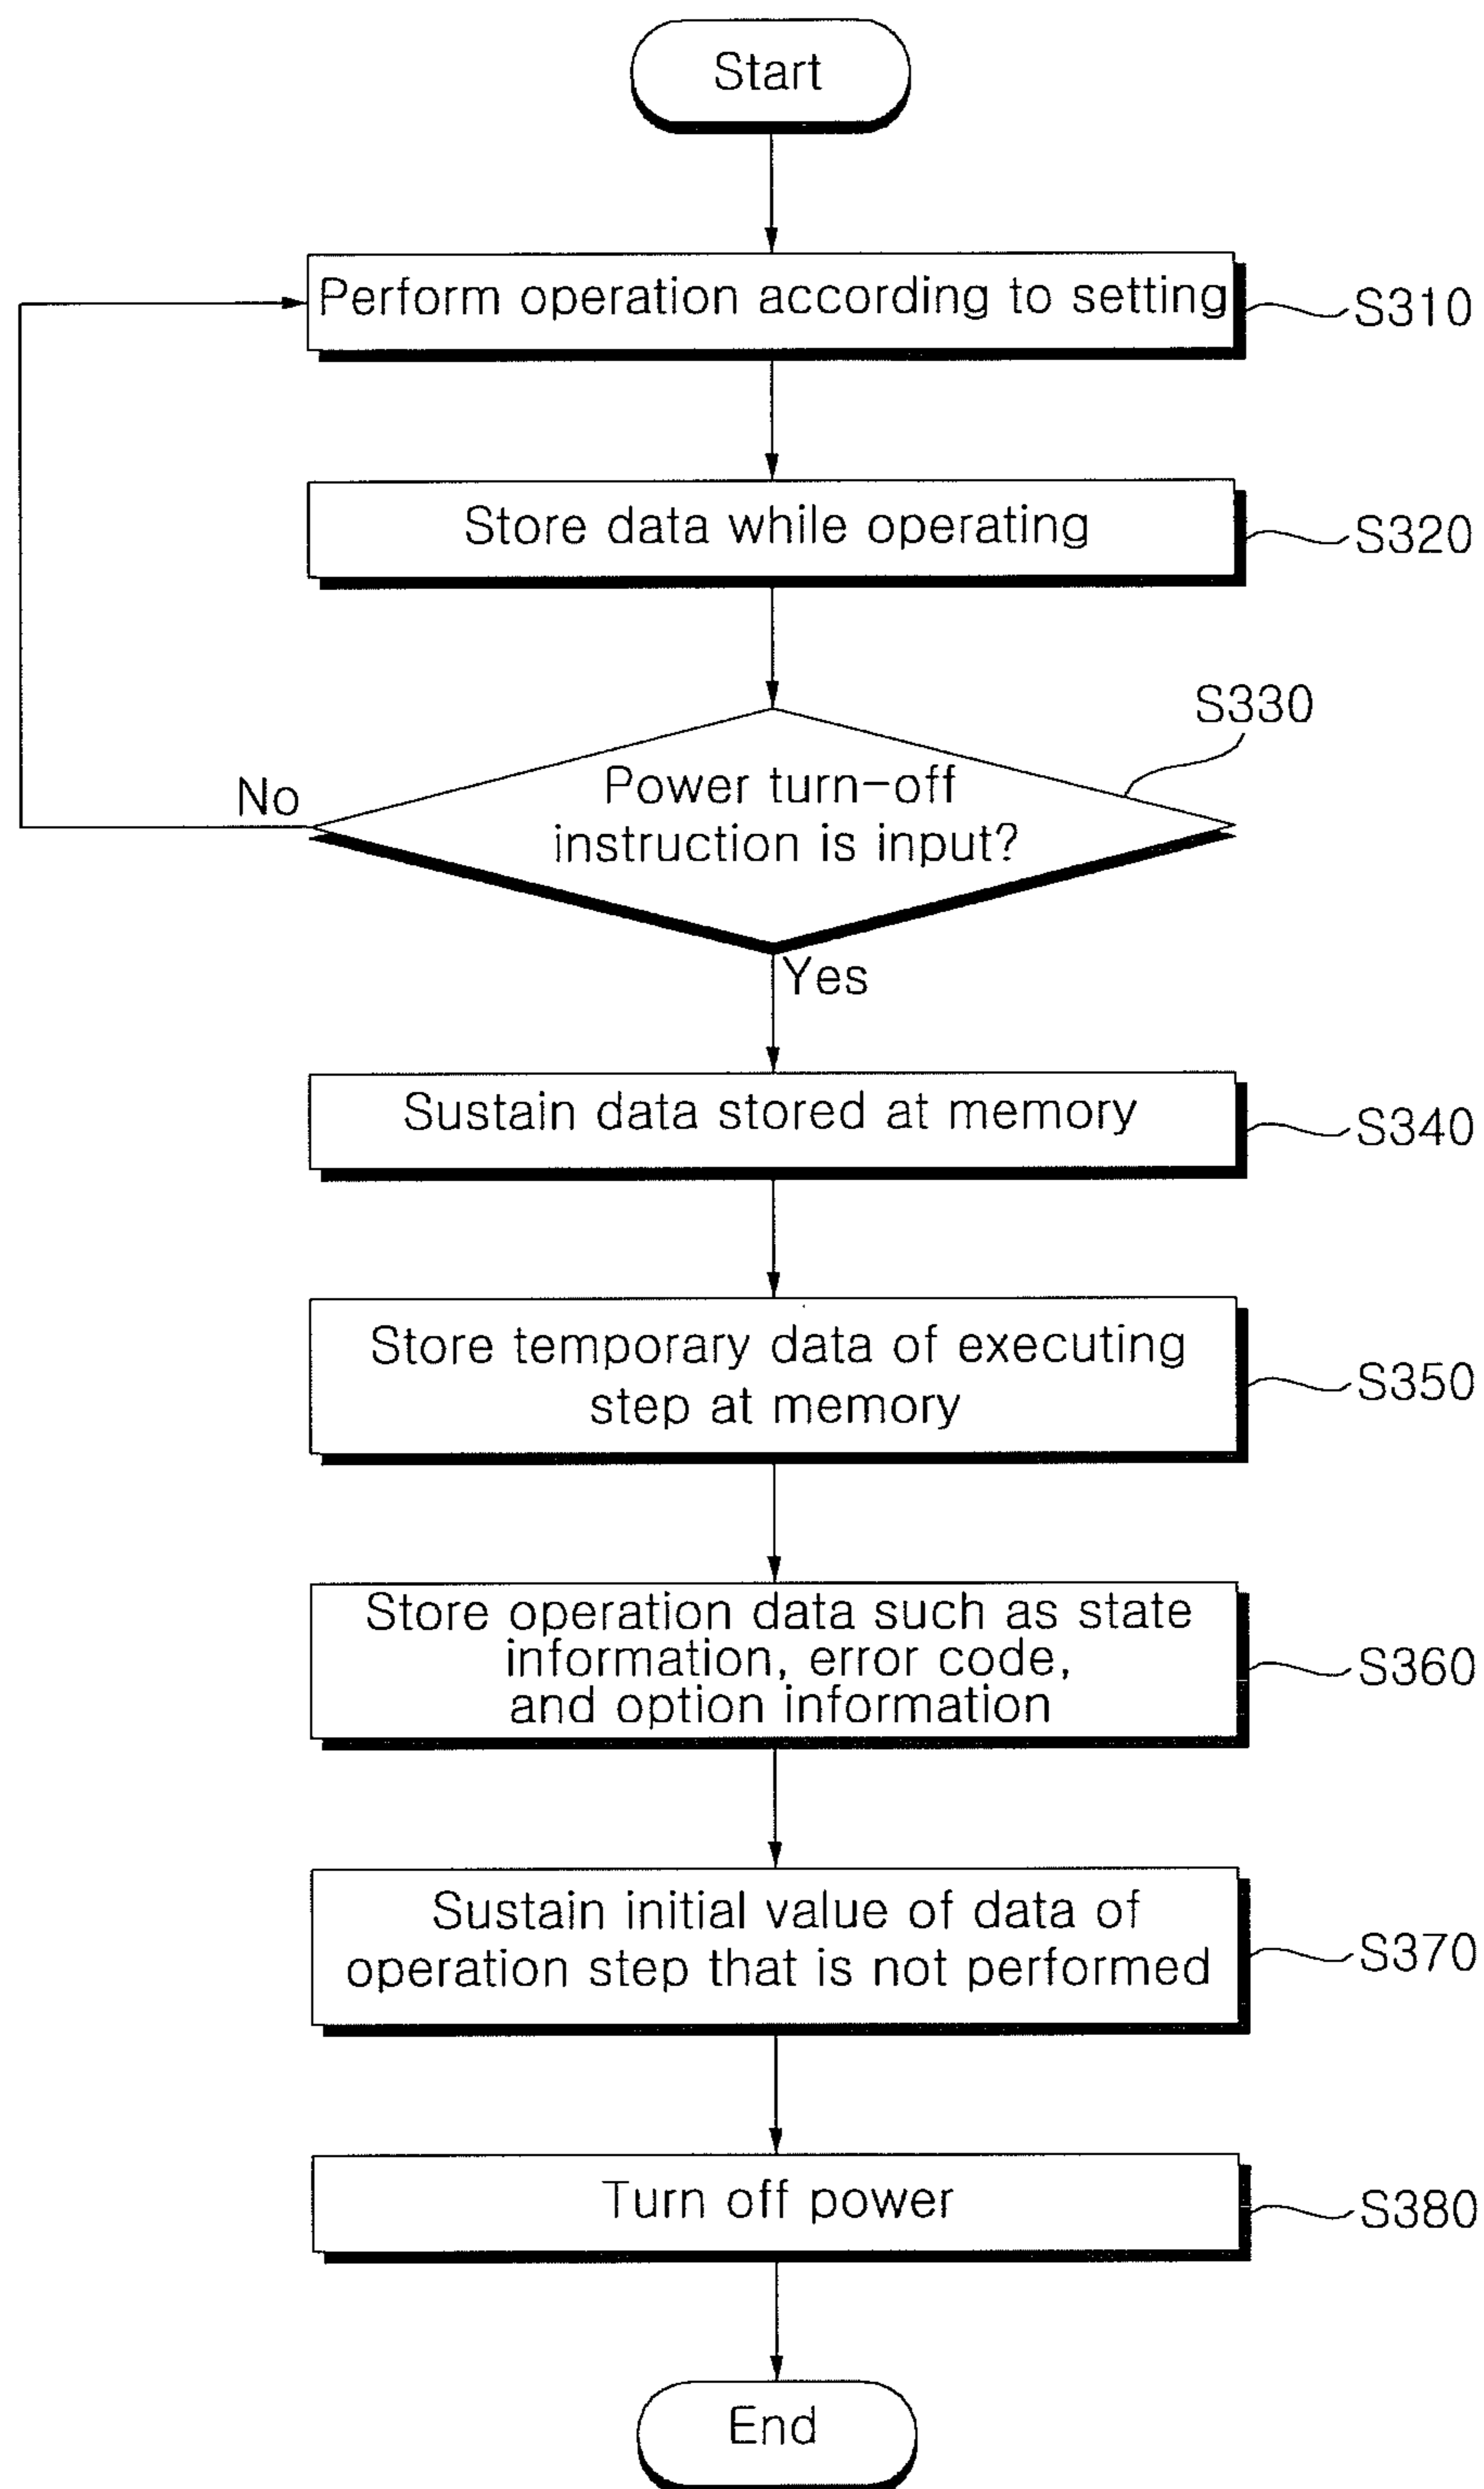 Start
Perform operation according to setting
S310
Store data while operating
S320
S330
Power turn-off
instruction is input?
No
Yes
Sustain data stored at memory
S340
Store temporary data of executing
step at memory
S350
Store operation data such as state
information, error code,
and option information
S360
Sustain initial value of data of
operation step that is not performed
S370
Turn off power
S380
End